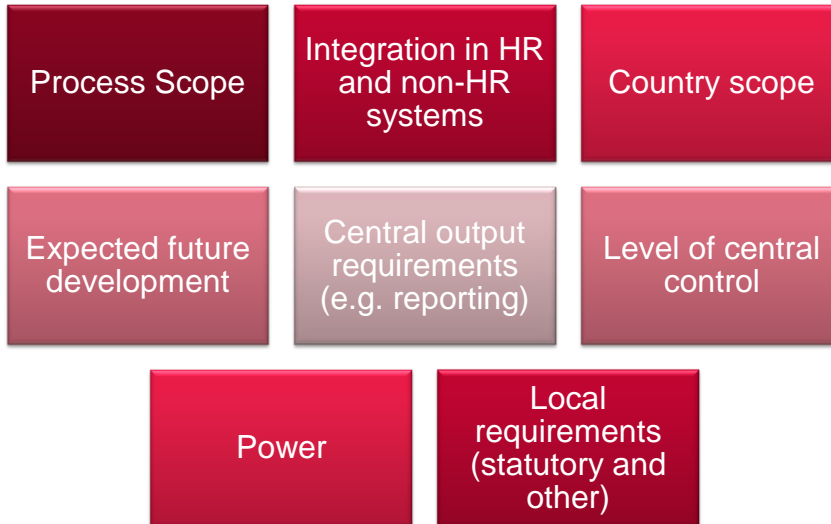 Process Scope
Integration in HR
and non-HR
systems
Country scope
Expected future
development
Central output
requirements
(e.g. reporting)
Level of central
control
Power
Local
requirements
(statutory and
other)